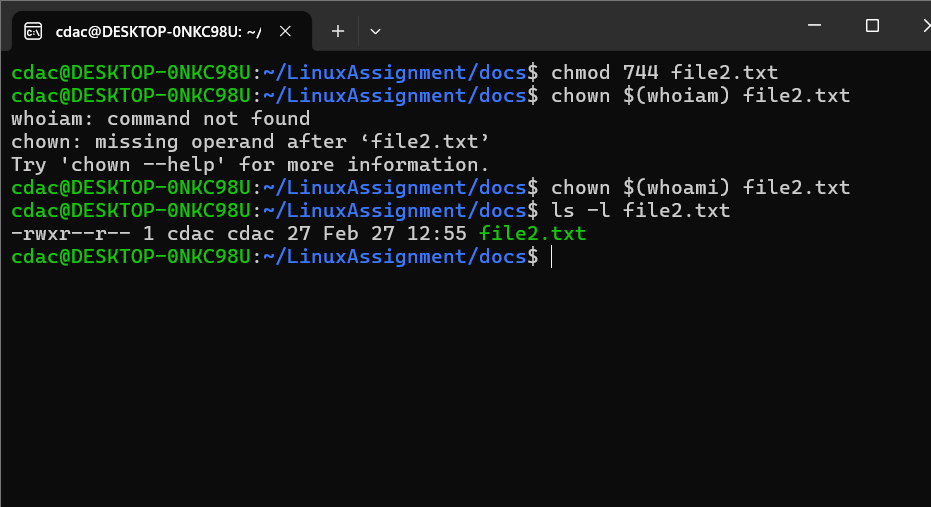 cdac@DESKTOP-0NKC98U: ~/
cdac@DESKTOP-0NKC98U:~/LinuxAssignment/docs$ chmod 744 file2.txt
cdac@DESKTOP-0NKC98U:~/LinuxAssignment/docs$ chown $(whoiam) file2.txt
whoiam: command not found
chown: missing operand after ‘file2.txt’
Try 'chown --help' for more information.
cdac@DESKTOP-0NKC98U:~/LinuxAssignment/docs$ chown $(whoami) file2.txt
cdac@DESKTOP-0NKC98U:~/LinuxAssignment/docs$ ls -l file2.txt
-rwxr--r-- 1 cdac cdac 27 Feb 27 12:55 file2.txt
cdac@DESKTOP-0NKC98U:~/LinuxAssignment/docs$